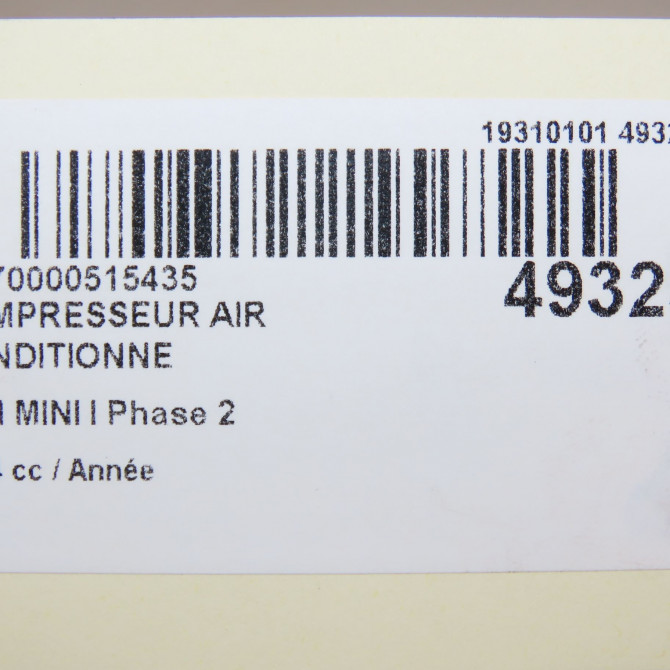 19310101 4932
70000515435
4932
MPRESSEUR AIR
NDITIONNE
MINI I Phase 2
cc / Année